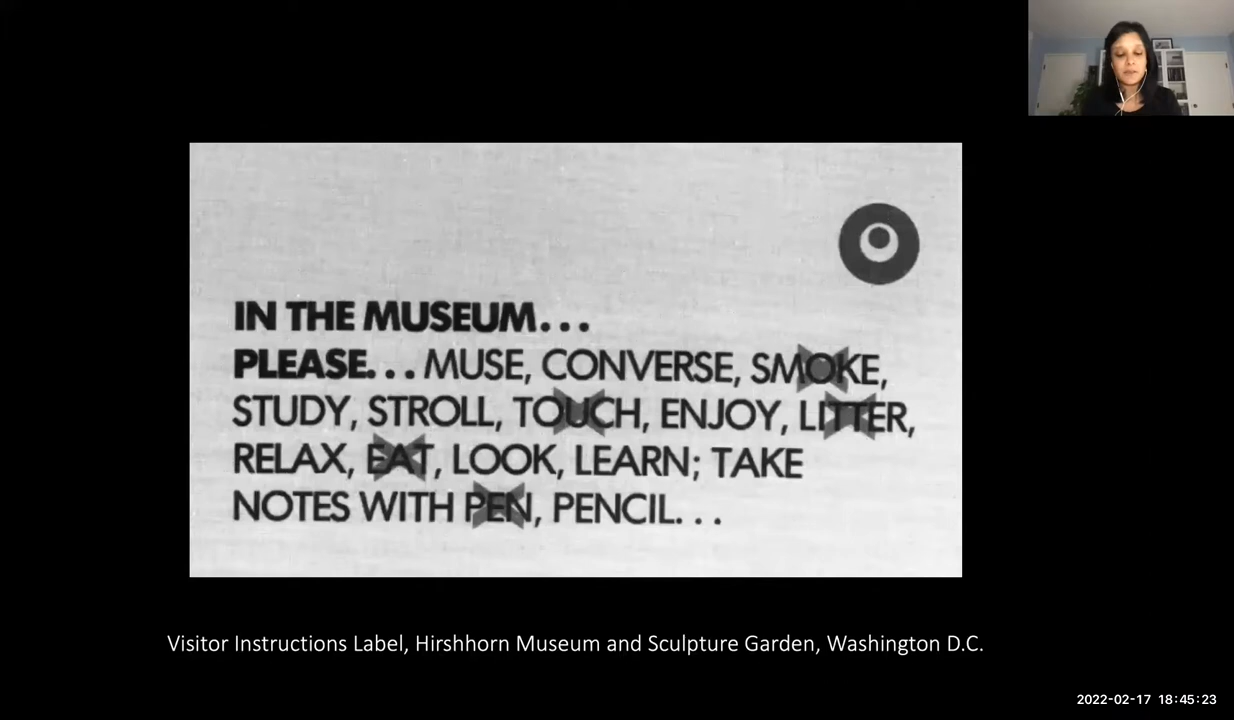 IN THE MUSEUM...
PLEASE... MUSE, CONVERSE, SMOKE,
STUDY, STROLL, TOUCH, ENJOY, LITTER,
RELAX, EAT, LOOK, LEARN; TAKE
NOTES WITH PEN, PENCIL...
Visitor Instructions Label, Hirshhorn Museum and Sculpture Garden, Washington D.C.
2022-02-17 18:45:23